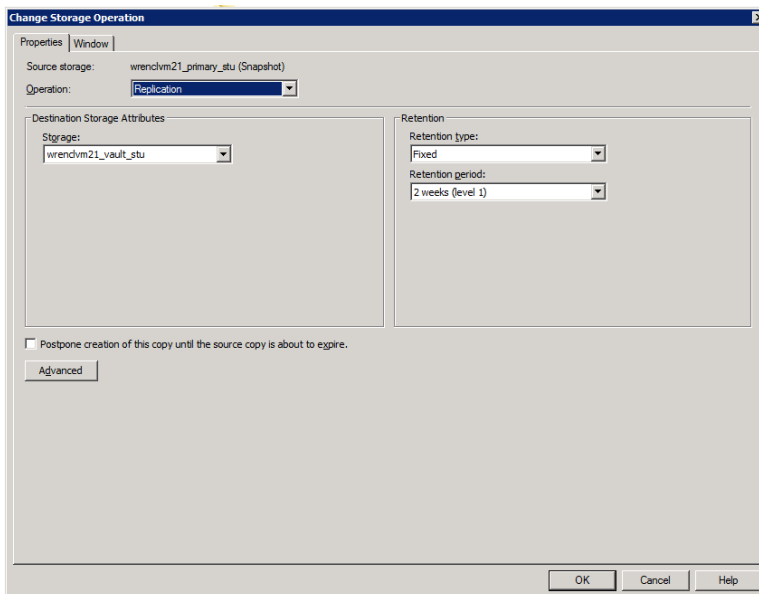 Change Storage Operation
Properties
Window
Source storage: wrenclvm21_primary_stu (Snapshot)
Operation: Replication
Destination Storage Attributes
Storage:
wrenclvm21_vault_stu
Retention
Retention type:
Fixed
Retention period:
2 weeks (level 1)
Postpone creation of this copy until the source copy is about to expire.
Advanced
OK
Cancel
Help